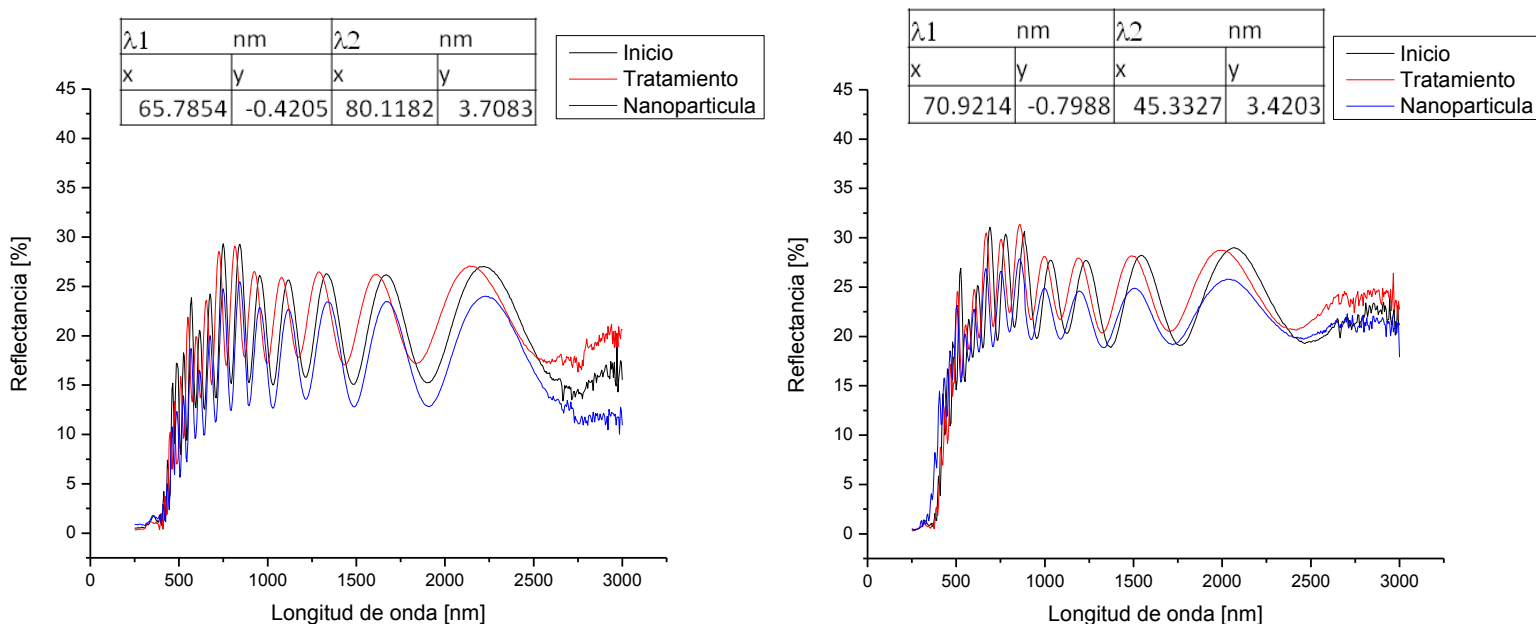 λ1 nm λ2 nm
x y x y
65.7854 -0.4205 80.1182 3.7083
Inicio
Tratamiento
Nanoparticula
45
40
35
30
25
20
15
10
5
0
Reflectancia [%]
0 500 1000 1500 2000 2500 3000
Longitud de onda [nm]
λ1 nm λ2 nm
x y x y
70.9214 -0.7988 45.3327 3.4203
Inicio
Tratamiento
Nanoparticula
45
40
35
30
25
20
15
10
5
0
Reflectancia [%]
0 500 1000 1500 2000 2500 3000
Longitud de onda [nm]